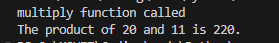 multiply function called
The product of 20 and 11 is 220.